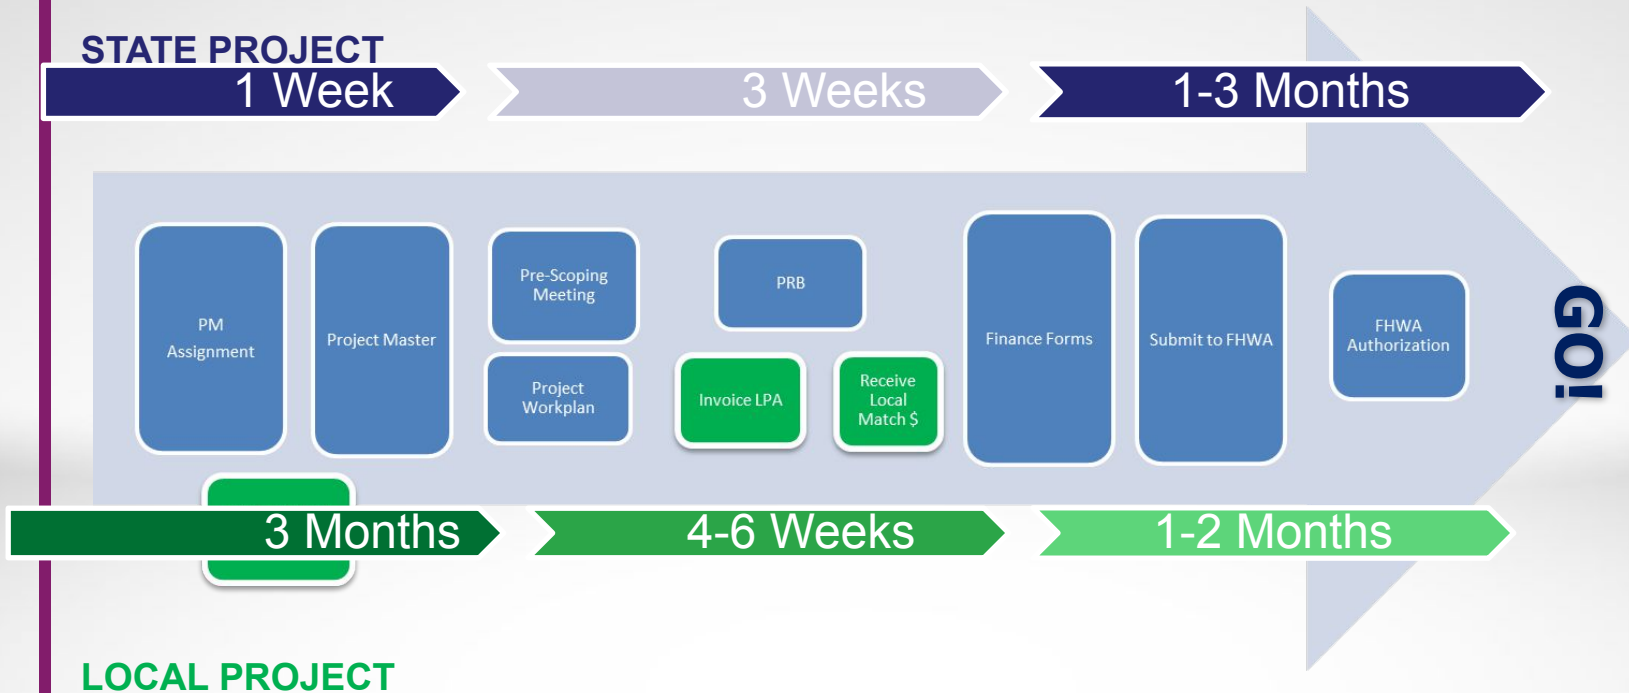 STATE PROJECT
1 Week
3 Weeks
1-3 Months
PM
Assignment
Project Master
Pre-Scoping
Meeting
Project
Workplan
PRB
Invoice LPA
Receive
Local
Match $
Finance Forms
Submit to FHWA
FHWA
Authorization
GO!
3 Months
4-6 Weeks
1-2 Months
LOCAL PROJECT